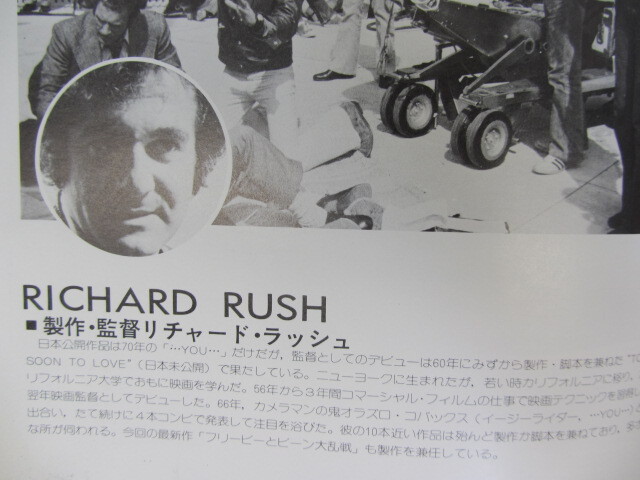 RICHARD RUSH
■製作・監督リチャード・ラッシュ
日本公開作品は70年の「…YOU…」だけだが，監督としてのデビューは60年にみずから製作・脚本を兼ねた
SOON TO LOVE"（日本未公開）で果たしている。ニューヨークに生まれたが，若い時カリフォルニアに移り，
リフォルニア大学でおもに映画を学んだ。56年から3年間コマーシャル・フィルムの仕事で映画テクニックを
翌年映画監督としてデビューした。66年，カメラマンの鬼オラズロ・コバックス（イージーライダー，…YOU…）
出合い，たて続けに4本コンビで発表して注目を浴びた。彼の10本近い作品は殆んど製作か脚本を兼ねており，
な所が伺われる。今回の最新作「フリービーとビーン大乱戦」も製作を兼任している。